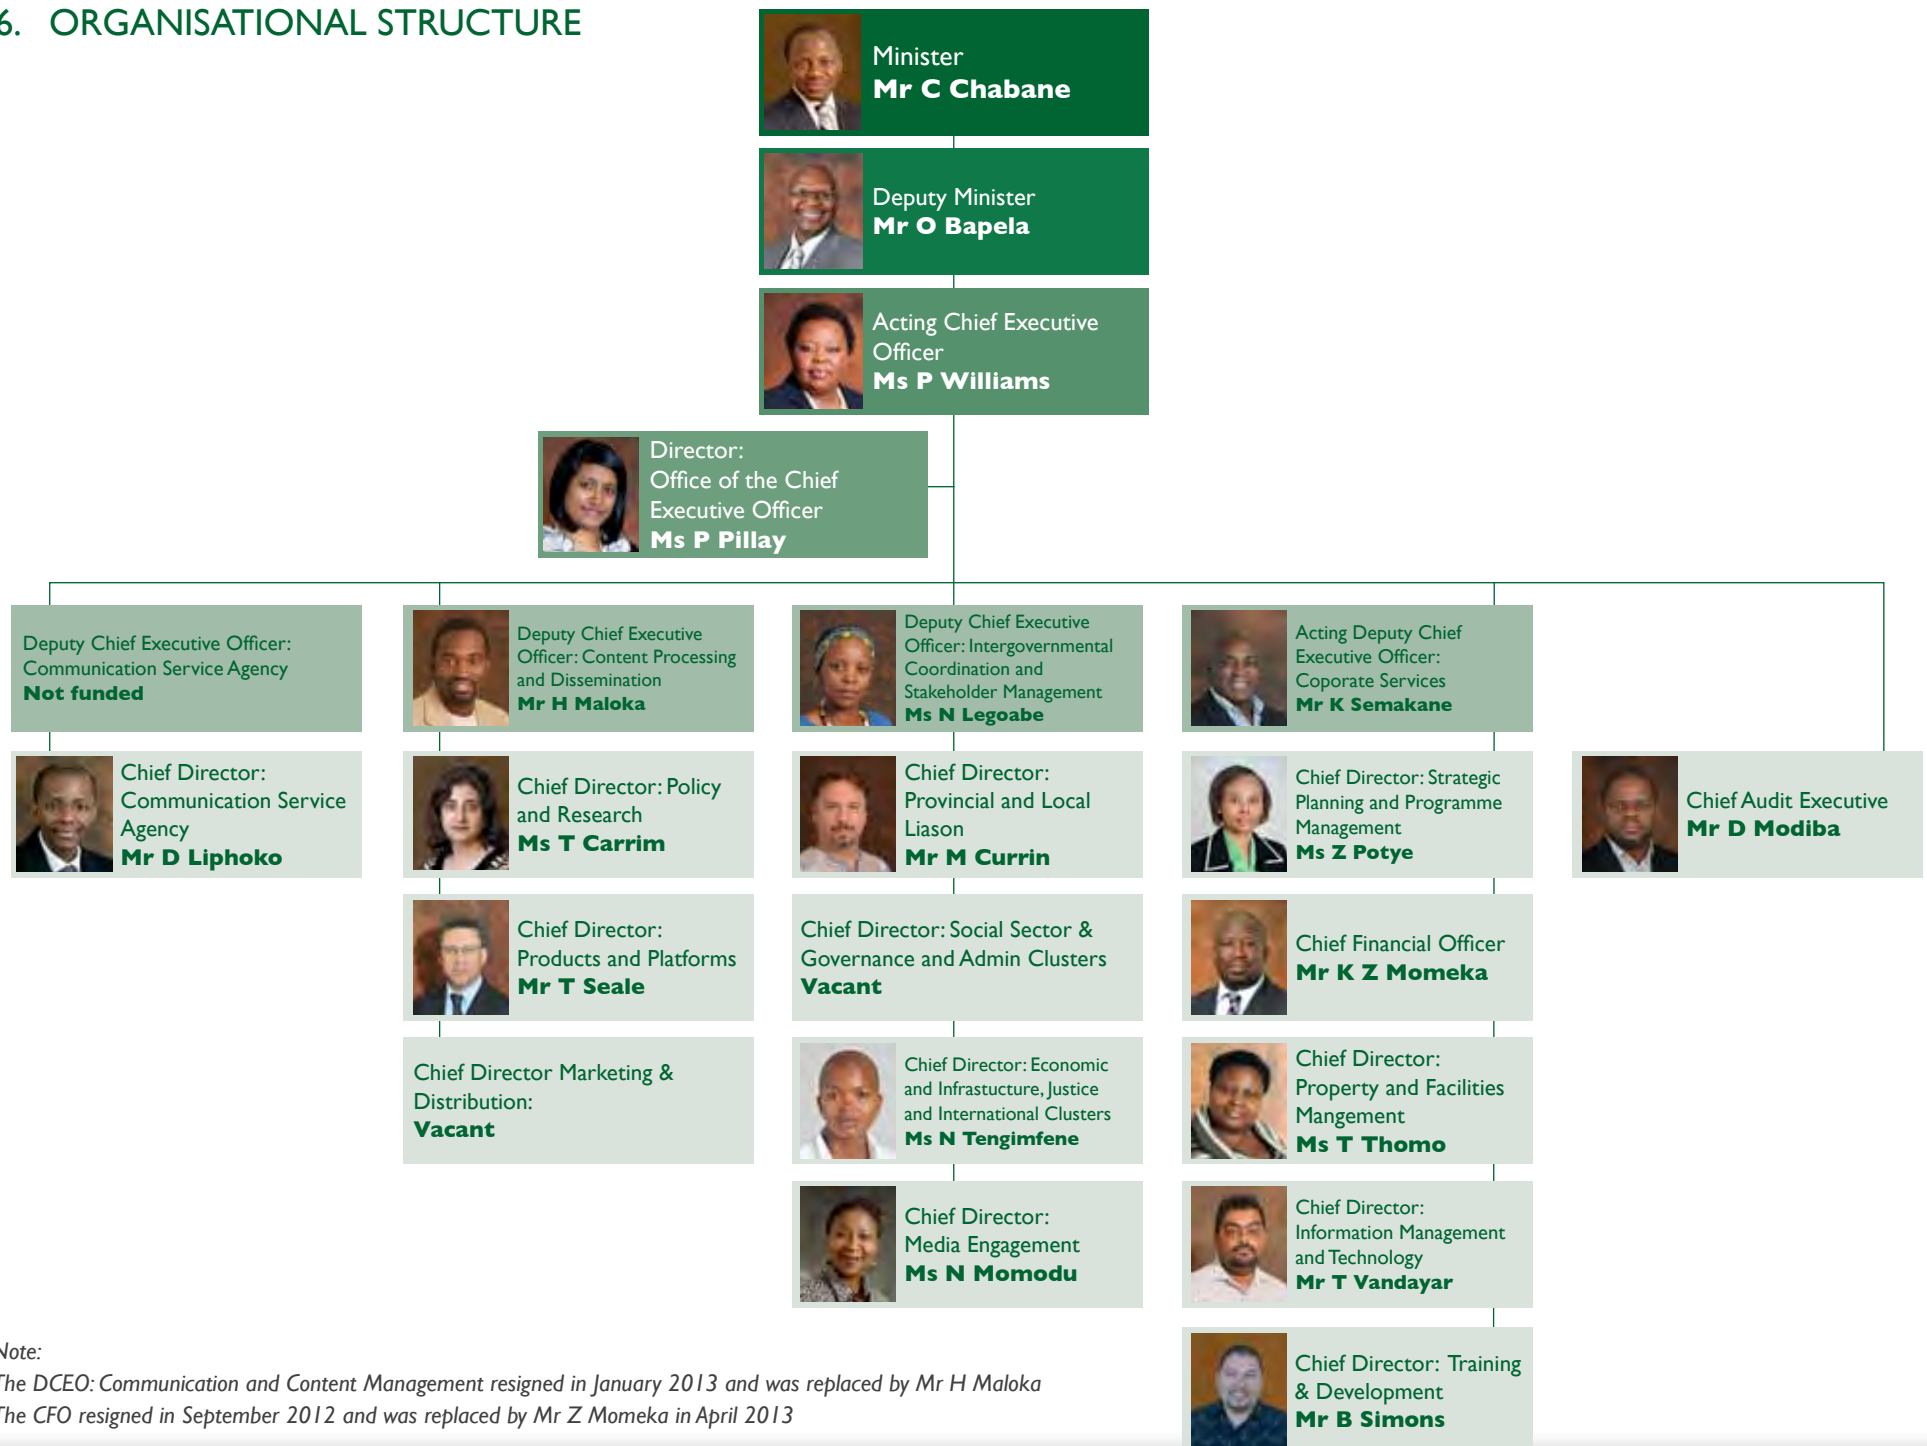 6. ORGANISATIONAL STRUCTURE
Minister
Mr C Chabane
Deputy Minister
Mr O Bapela
Acting Chief Executive
Officer
Ms P Williams
Director:
Office of the Chief
Executive Officer
Ms P Pillay
Deputy Chief Executive Officer:
Communication Service Agency
Not funded
Chief Director:
Communication Service
Agency
Mr D Liphoko
Deputy Chief Executive
Officer: Content Processing
and Dissemination
Mr H Maloka
Chief Director: Policy
and Research
Ms T Carrim
Chief Director:
Products and Platforms
Mr T Seale
Chief Director Marketing &
Distribution:
Vacant
Deputy Chief Executive
Officer: Intergovernmental
Coordination and
Stakeholder Management
Ms N Legoabe
Chief Director:
Provincial and Local
Liason
Mr M Currin
Chief Director: Social Sector &
Governance and Admin Clusters
Vacant
Chief Director: Economic
and Infrastucture, Justice
and International Clusters
Ms N Tengimfene
Chief Director:
Media Engagement
Ms N Momodu
Acting Deputy Chief
Executive Officer:
Coporate Services
Mr K Semakane
Chief Director: Strategic
Planning and Programme
Management
Ms Z Potye
Chief Financial Officer
Mr K Z Momeka
Chief Director:
Property and Facilities
Mangement
Ms T Thomo
Chief Director:
Information Management
and Technology
Mr T Vandayar
Chief Director: Training
& Development
Mr B Simons
Chief Audit Executive
Mr D Modiba
Note:
The DCEO: Communication and Content Management resigned in January 2013 and was replaced by Mr H Maloka
The CFO resigned in September 2012 and was replaced by Mr Z Momeka in April 2013